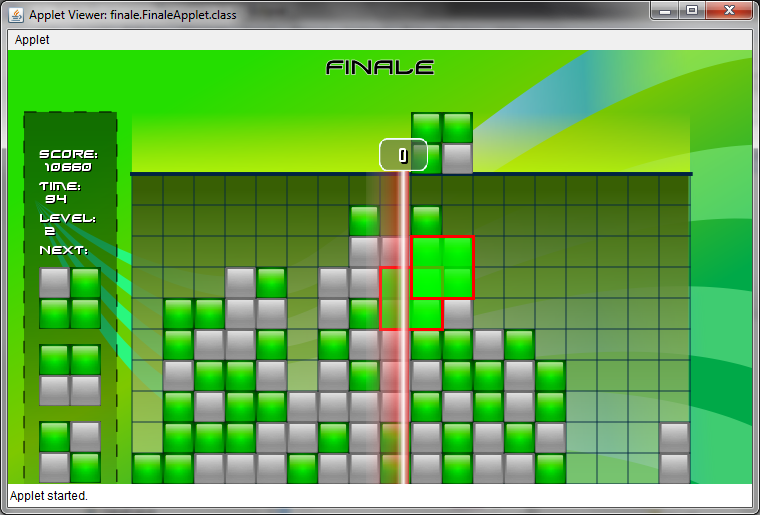 Applet Viewer: finale.FinaleApplet.class
Applet
FINALE
0
SCORE:
10660
TIME:
94
LEVEL:
2
NEXT:
Applet started.